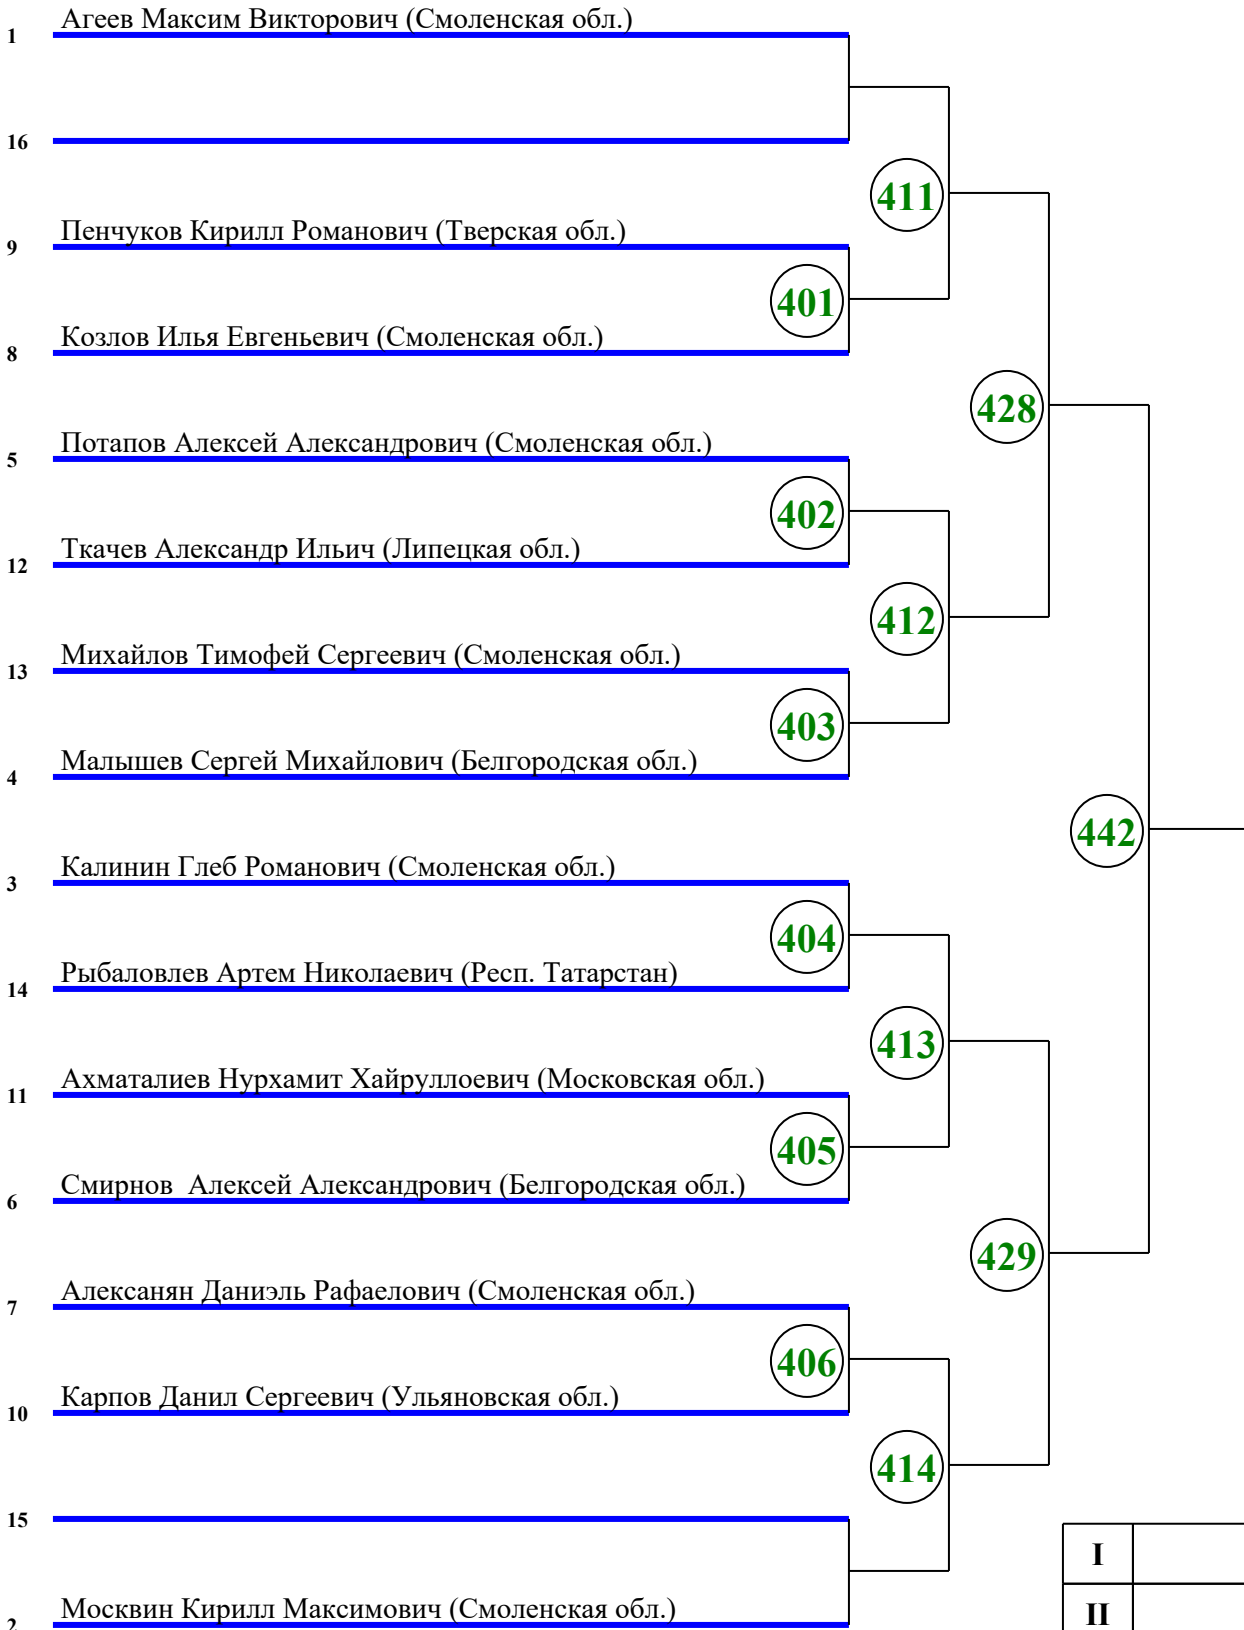 1 Агеев Максим Викторович (Смоленская обл.)
16
411
9 Пенчуков Кирилл Романович (Тверская обл.)
401
8 Козлов Илья Евгеньевич (Смоленская обл.)
428
5 Потапов Алексей Александрович (Смоленская обл.)
402
12 Ткачев Александр Ильич (Липецкая обл.)
412
13 Михайлов Тимофей Сергеевич (Смоленская обл.)
403
4 Малышев Сергей Михайлович (Белгородская обл.)
442
3 Калинин Глеб Романович (Смоленская обл.)
404
14 Рыбаловлев Артем Николаевич (Респ. Татарстан)
413
11 Ахматалиев Нурхамит Хайруллоевич (Московская обл.)
405
6 Смирнов  Алексей Александрович (Белгородская обл.)
429
7 Алексанян Даниэль Рафаелович (Смоленская обл.)
406
10 Карпов Данил Сергеевич (Ульяновская обл.)
414
15
I
2 Москвин Кирилл Максимович (Смоленская обл.)
II